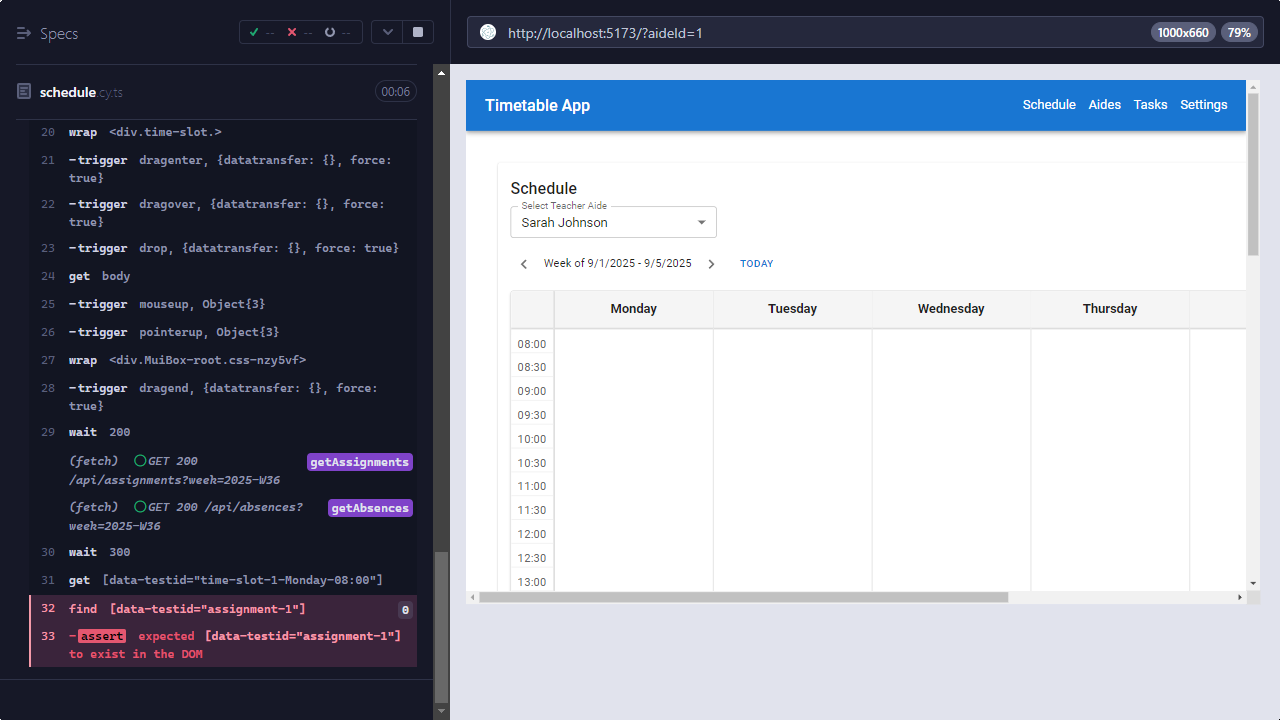 Specs
-- -- --
schedule.cy.ts 00:06
20 wrap <div.time-slot.>
21 -trigger dragenter, {datatransfer: {}, force:
true}
22 -trigger dragover, {datatransfer: {}, force:
true}
23 -trigger drop, {datatransfer: {}, force: true}
24 get body
25 -trigger mouseup, Object{3}
26 -trigger pointerup, Object{3}
27 wrap <div.MuiBox-root.css-nzy5vf>
28 -trigger dragend, {datatransfer: {}, force:
true}
29 wait 200
(fetch) GET 200 getAssignments
/api/assignments?week=2025-W36
(fetch) GET 200 /api/absences? getAbsences
week=2025-W36
30 wait 300
31 get [data-testid="time-slot-1-Monday-08:00"]
32 find [data-testid="assignment-1"] 0
33 -assert expected [data-testid="assignment-1"]
to exist in the DOM
http://localhost:5173/?aideId=1 1000x660 79%
Timetable App Schedule Aides Tasks Settings
Schedule
Select Teacher Aide
Sarah Johnson
Week of 9/1/2025 - 9/5/2025 TODAY
Monday Tuesday Wednesday Thursday
08:00
08:30
09:00
09:30
10:00
10:30
11:00
11:30
12:00
12:30
13:00